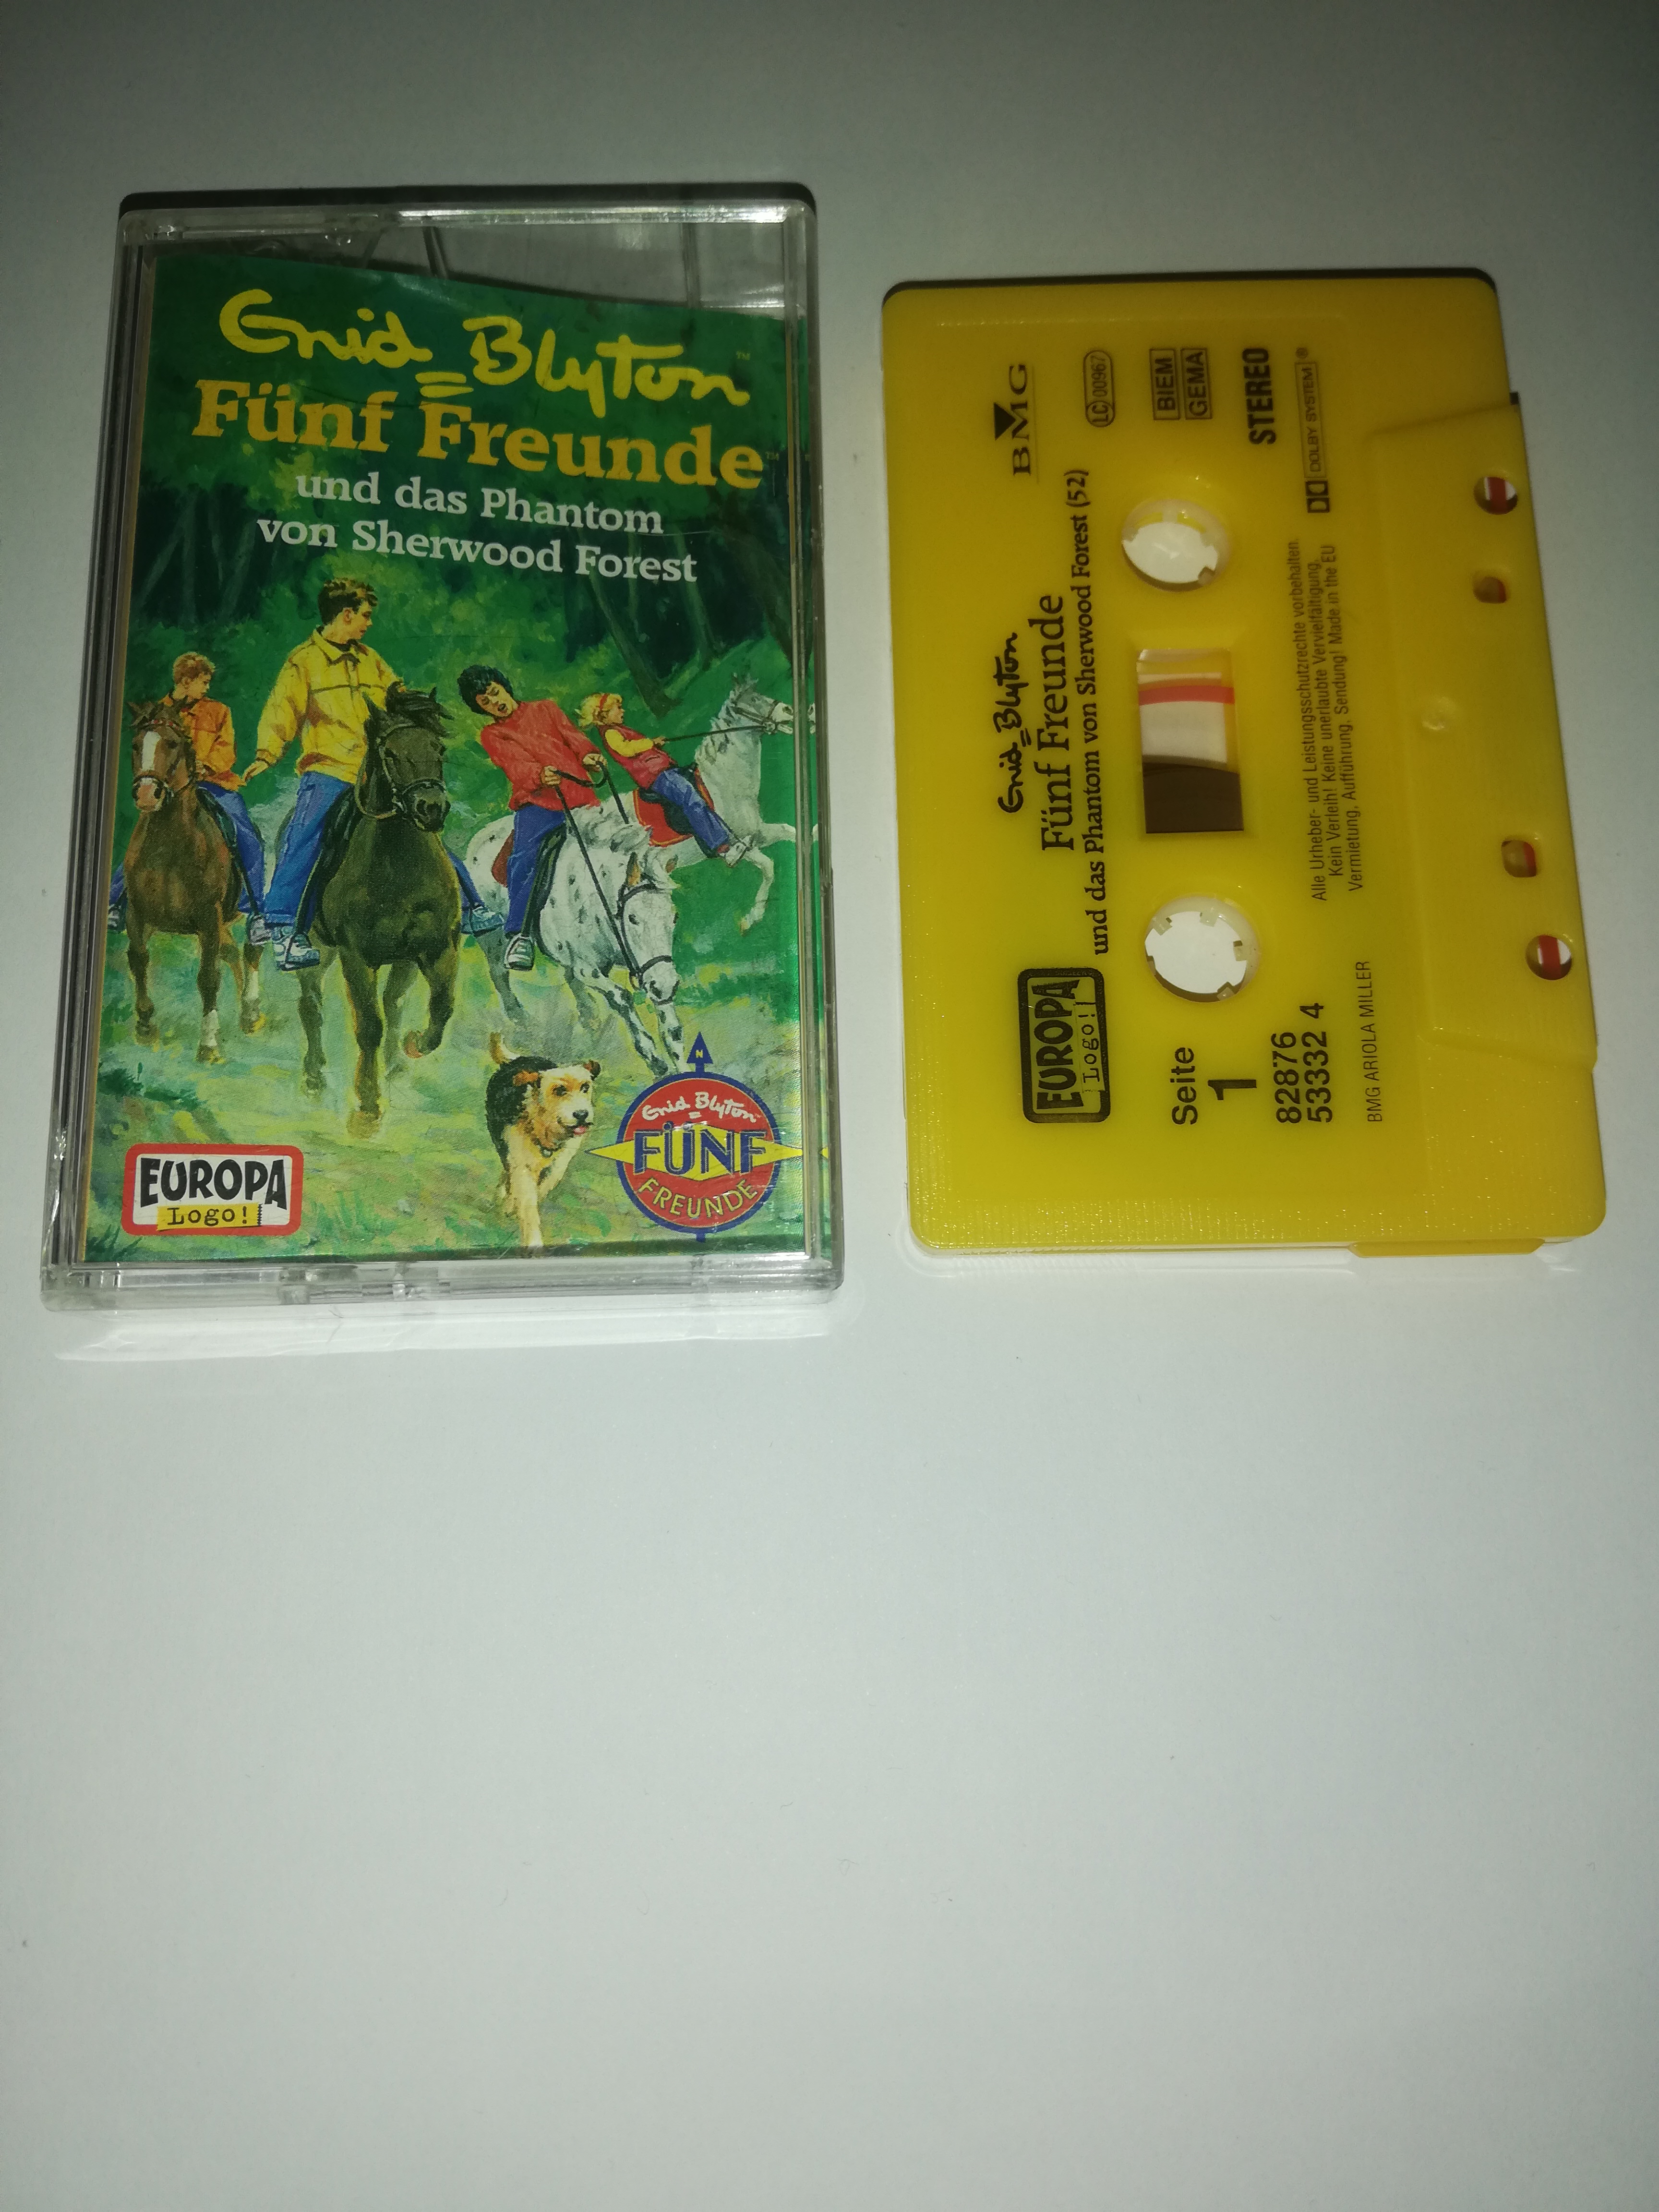 Enid Blyton™
Fünf Freunde™
und das Phantom
von Sherwood Forest
N
Enid Blyton™
FÜNF
FREUNDE
EUROPA
Logo!
BMG
LC 00967
BIEM
GEMA
STEREO
DOLBY SYSTEM®
Enid Blyton
Fünf Freunde
und das Phantom von Sherwood Forest (52)
EUROPA
Logo!
Seite
1
82876
53332 4
Alle Urheber- und Leistungsschutzrechte vorbehalten.
Kein Verleih! Keine unerlaubte Vervielfältigung,
Vermietung, Aufführung, Sendung! Made in the EU
BMG ARIOLA MILLER